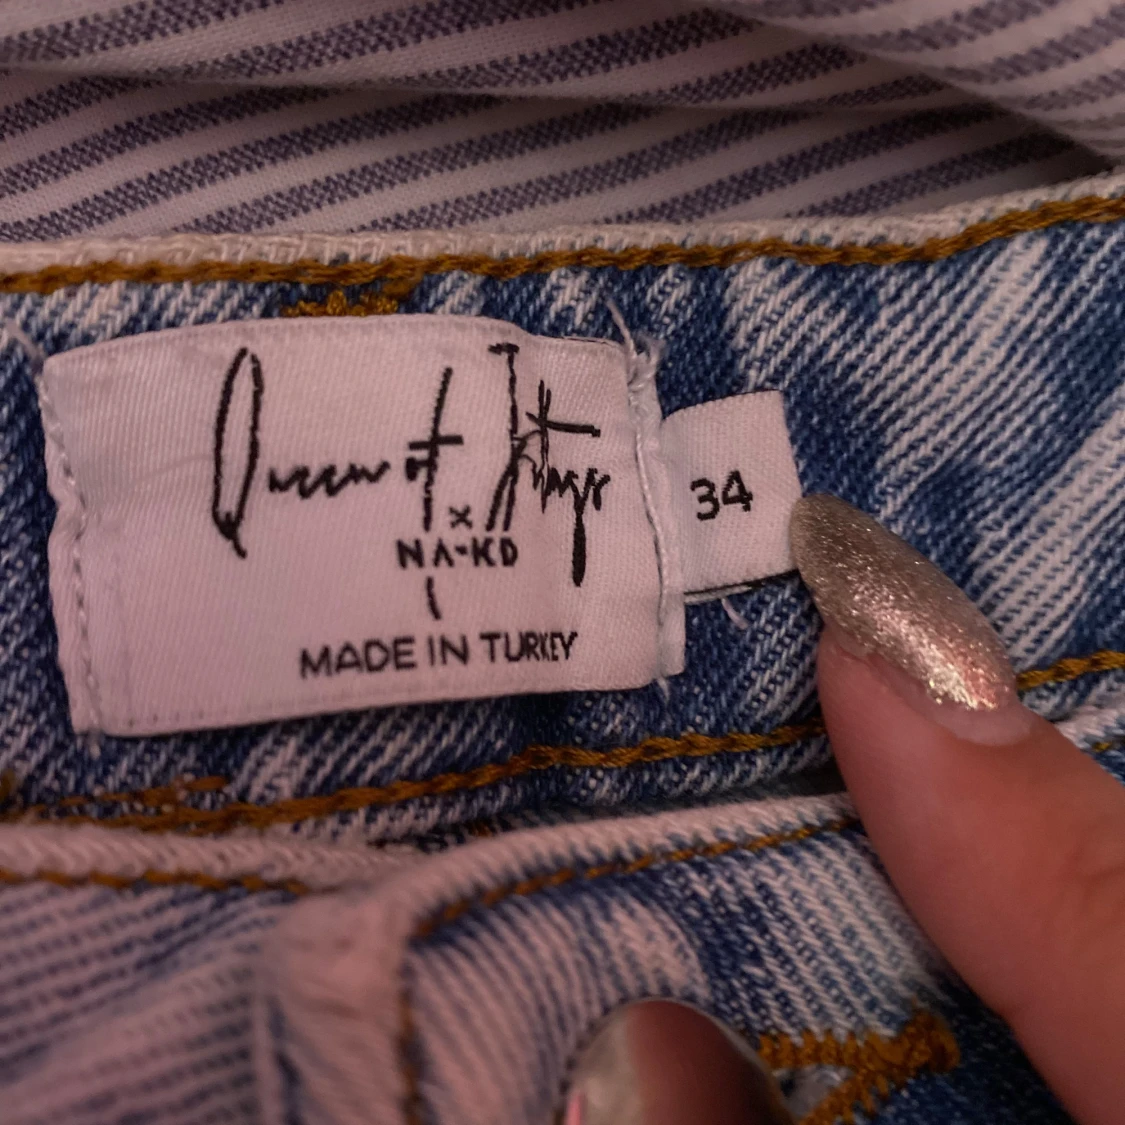 Queen of Jetlags
x
NA-KD
MADE IN TURKEY
34